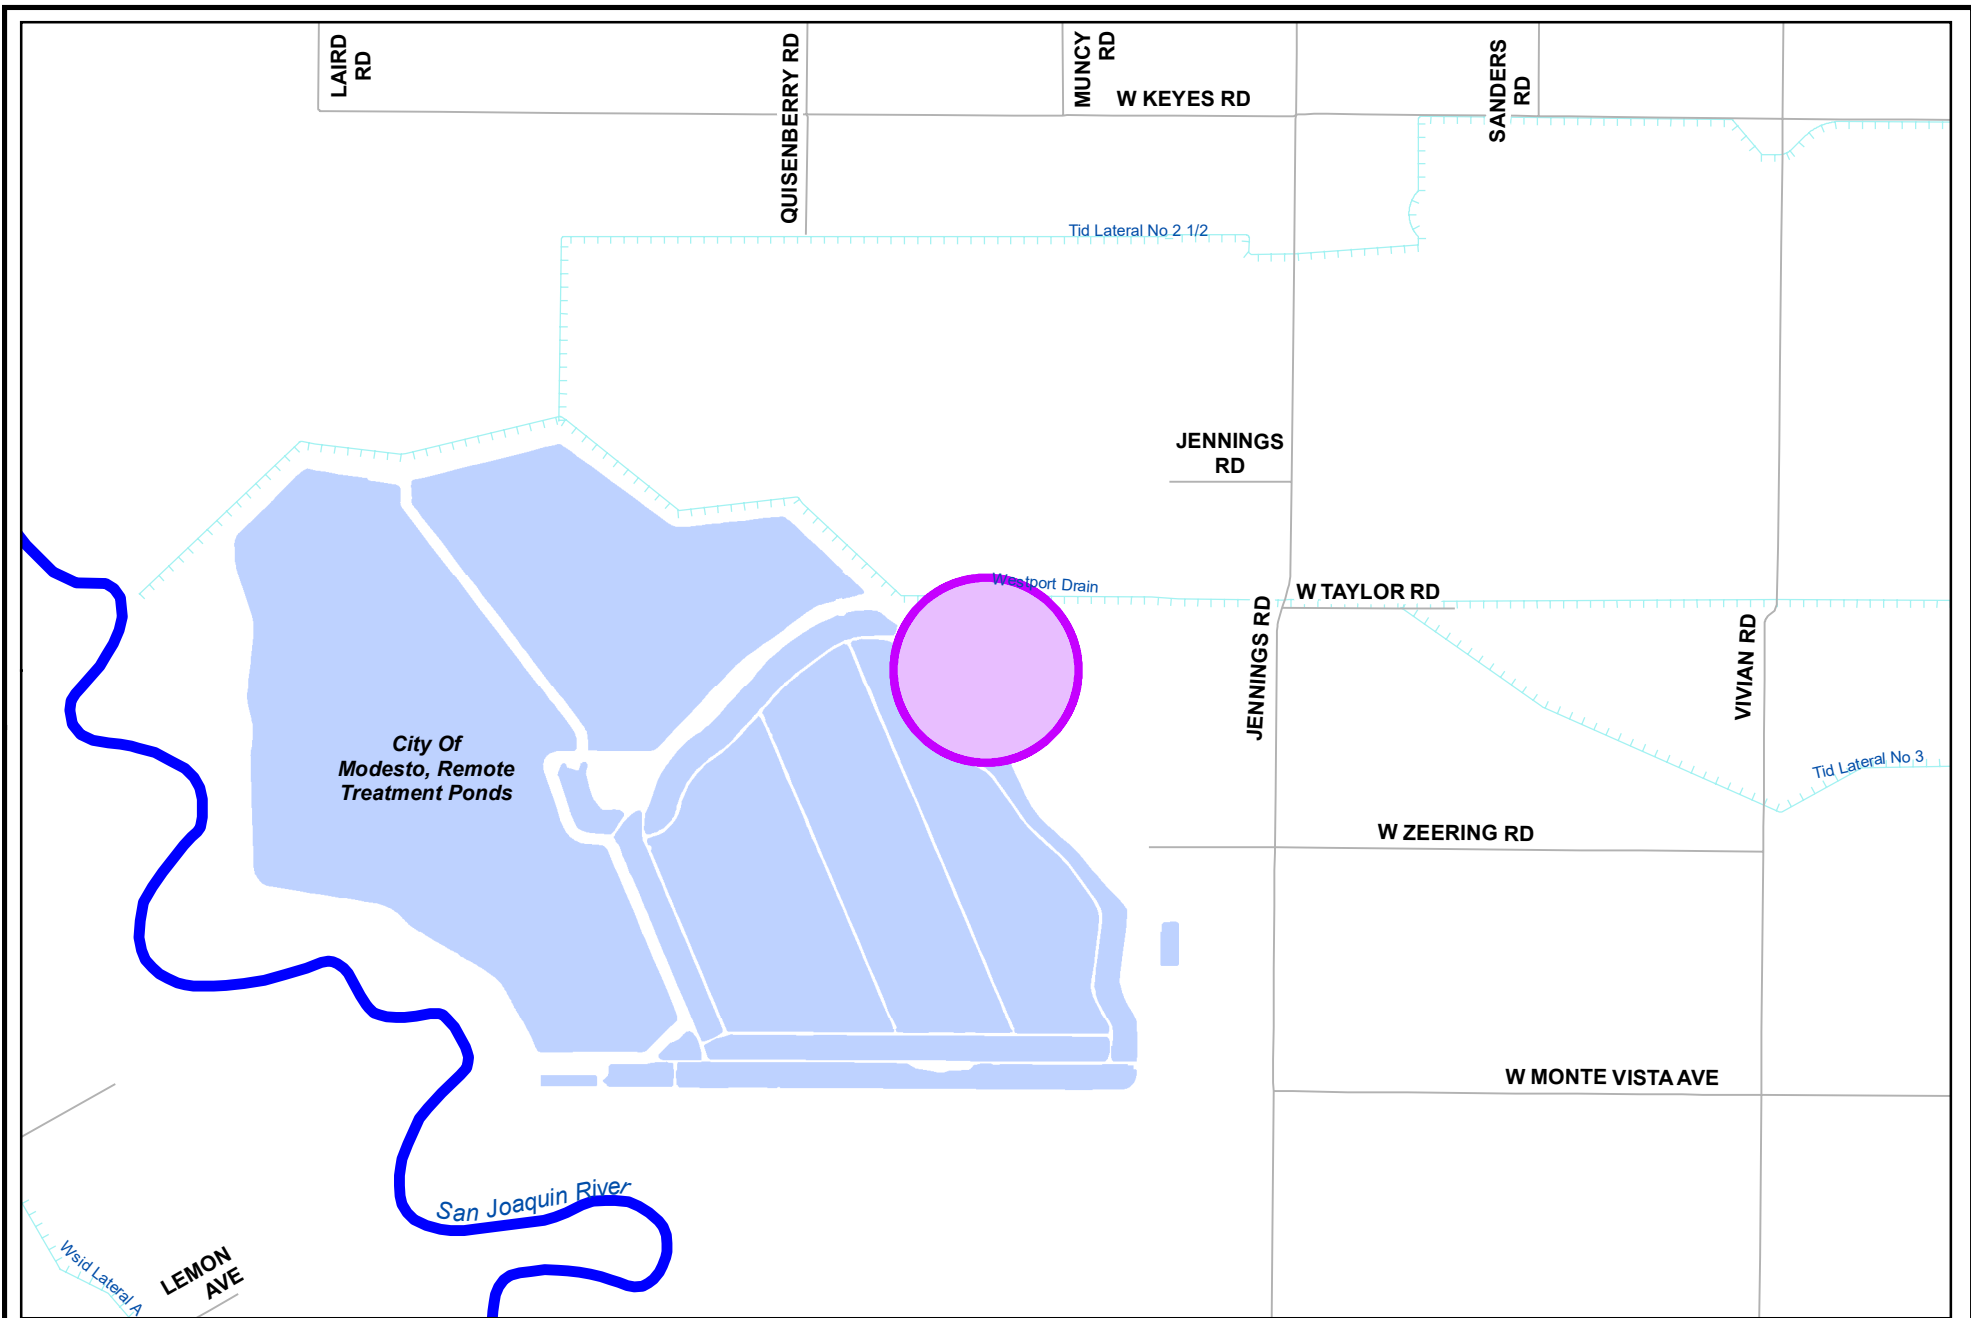 LAIRD
RD
QUISENBERRY RD
MUNCY
RD
W KEYES RD
SANDERS
RD
Tid Lateral No 2 1/2
JENNINGS
RD
Westport Drain
W TAYLOR RD
JENNINGS RD
VIVIAN RD
City Of
Modesto, Remote
Treatment Ponds
Tid Lateral No 3
W ZEERING RD
W MONTE VISTA AVE
San Joaquin River
Wsid Lateral A
LEMON
AVE